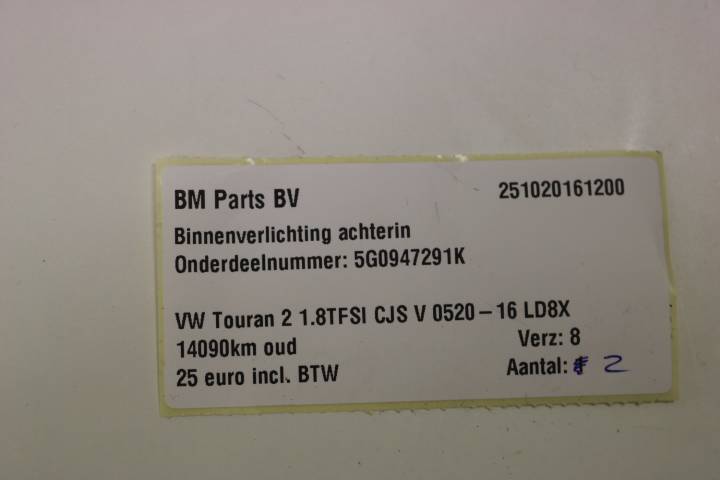 BM Parts BV 251020161200
Binnenverlichting achterin
Onderdeelnummer: 5G0947291K
VW Touran 2 1.8TFSI CJS V 0520-16 LD8X
14090km oud Verz: 8
25 euro incl. BTW Aantal: 2